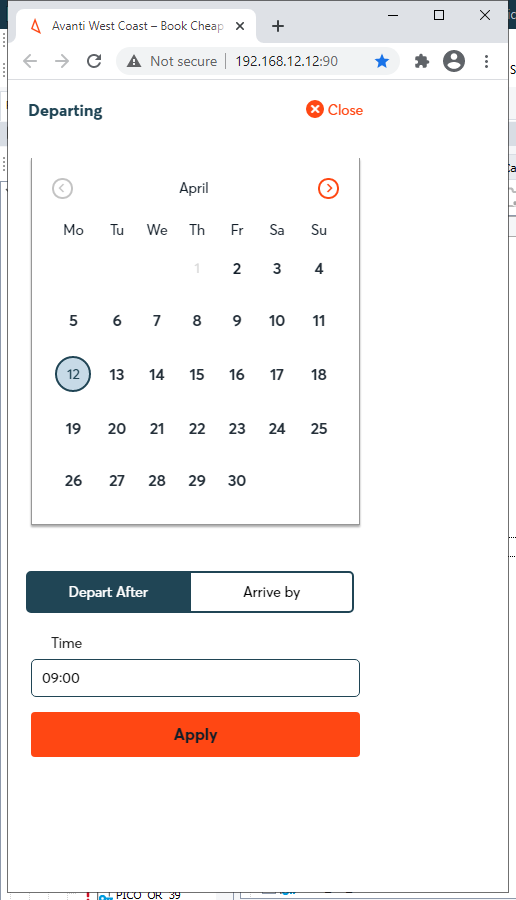 Avanti West Coast – Book Cheap
Not secure | 192.168.12.12:90
Departing
Close
April
Mo Tu We Th Fr Sa Su
1 2 3 4
5 6 7 8 9 10 11
12 13 14 15 16 17 18
19 20 21 22 23 24 25
26 27 28 29 30
Depart After
Arrive by
Time
09:00
Apply
PICO_OR_39